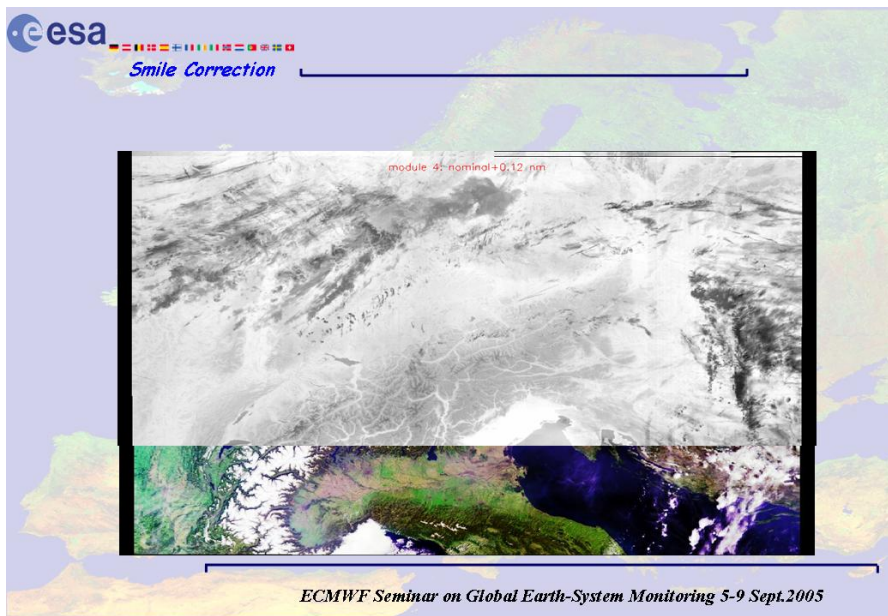 esa
Smile Correction
module 4: nominal+0.12 nm
ECMWF Seminar on Global Earth-System Monitoring 5-9 Sept.2005